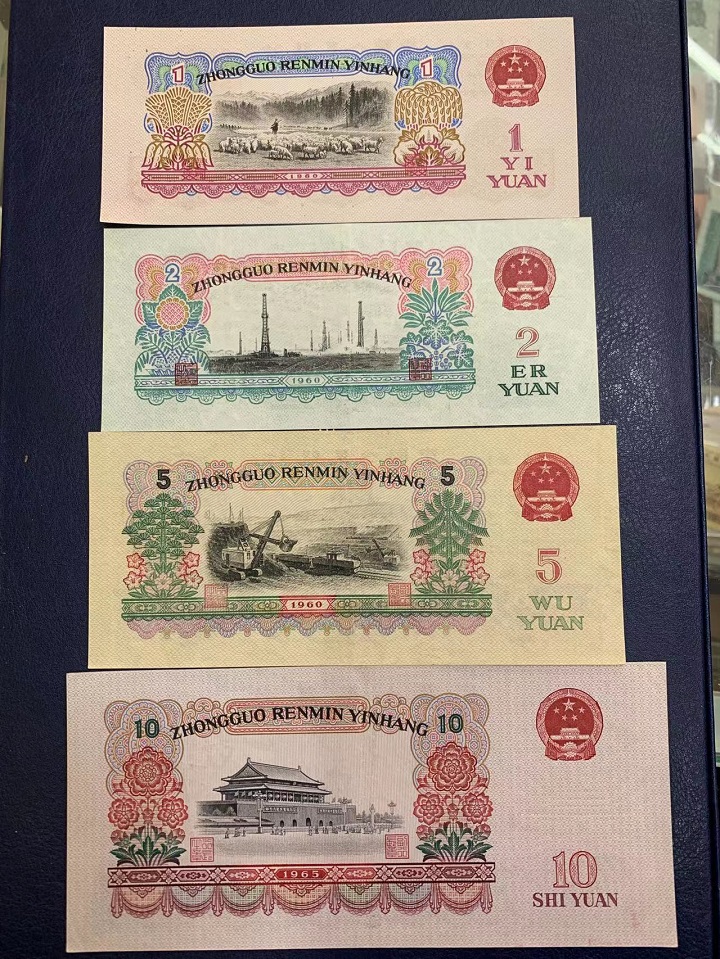 1 ZHONGGUO RENMIN YINHANG 1
1960
1
YI
YUAN
2 ZHONGGUO RENMIN YINHANG 2
1960
2
ER
YUAN
5 ZHONGGUO RENMIN YINHANG 5
1960
5
WU
YUAN
10 ZHONGGUO RENMIN YINHANG 10
1965
10
SHI YUAN